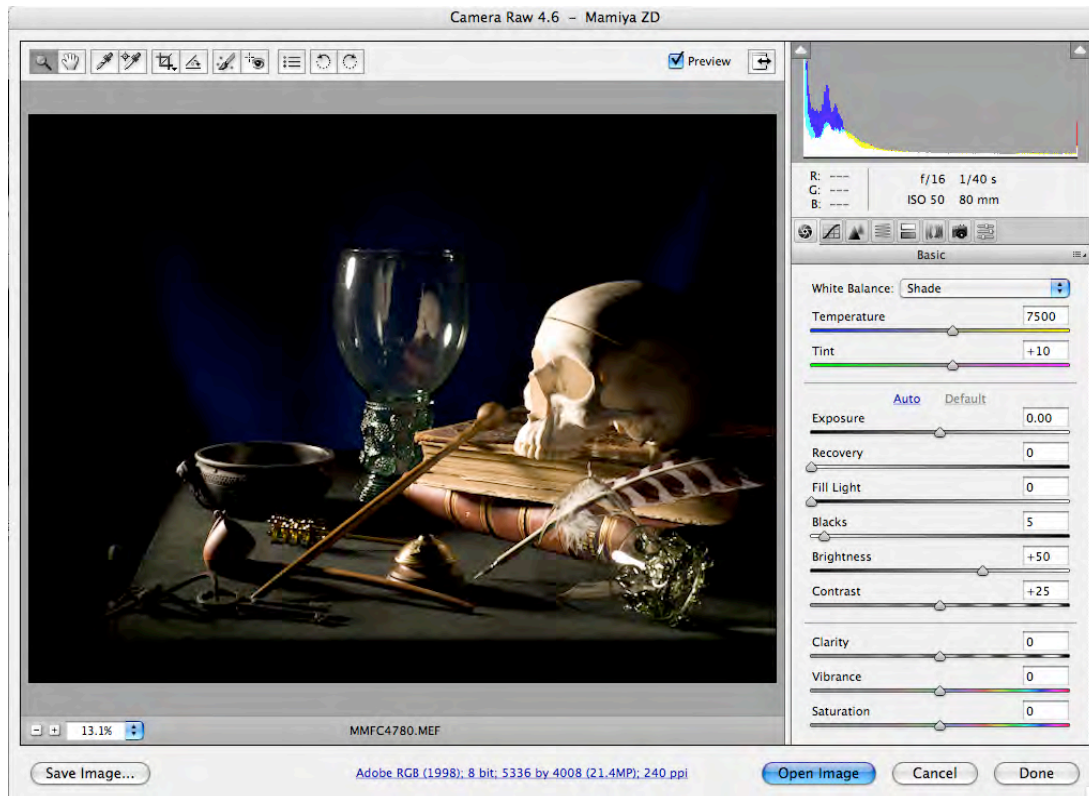 Camera Raw 4.6 – Mamiya ZD
Preview
R: ---
G: ---
B: ---
f/16 1/40 s
ISO 50 80 mm
Basic
White Balance: Shade
Temperature 7500
Tint +10
Auto Default
Exposure 0.00
Recovery 0
Fill Light 0
Blacks 5
Brightness +50
Contrast +25
Clarity 0
Vibrance 0
Saturation 0
13.1% MMFC4780.MEF
Save Image... Adobe RGB (1998); 8 bit; 5336 by 4008 (21.4MP); 240 ppi Open Image Cancel Done